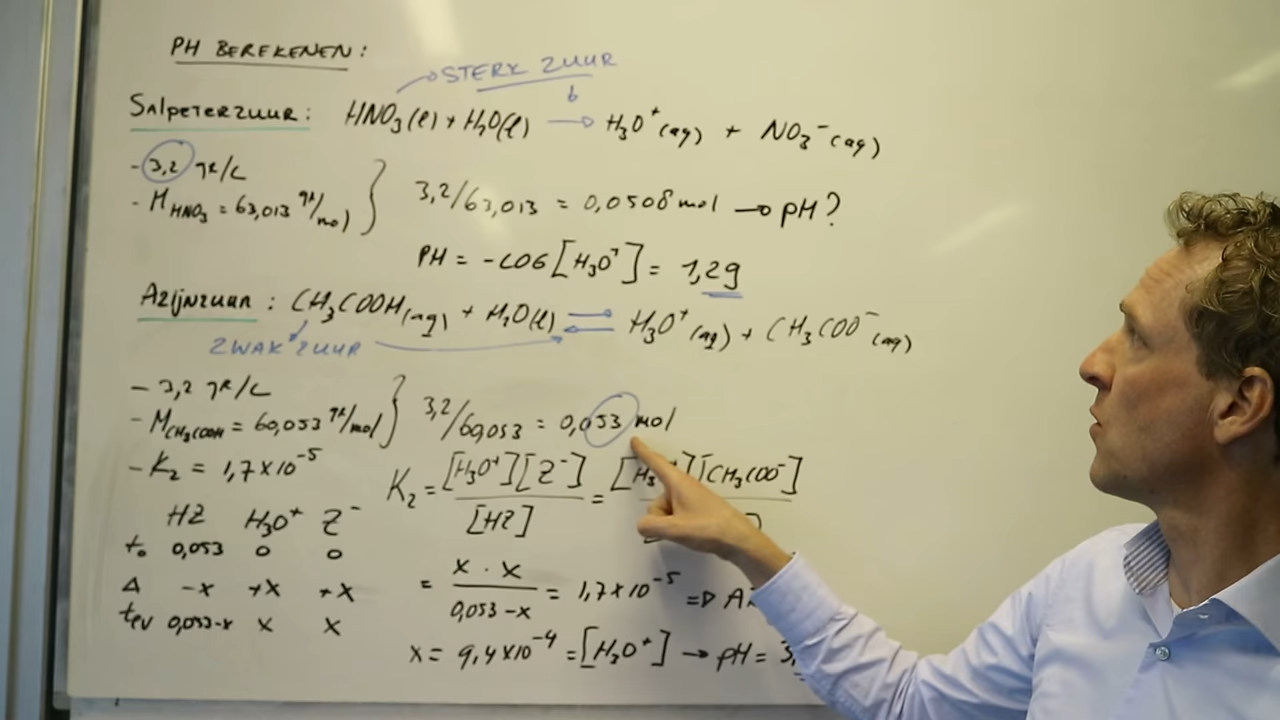 PH BEREKENEN:
STERK ZUUR
SALPETERZUUR: HNO₃(l) + H₂O(l) → H₃O⁺(aq) + NO₃⁻(aq)
- 3,2 gr/L
- M HNO₃ = 63,013 gr/mol } 3,2/63,013 = 0,0508 mol → pH?
PH = -LOG [H₃O⁺] = 1,29
AZIJNZUUR: CH₃COOH(aq) + H₂O(l) ⇌ H₃O⁺(aq) + CH₃COO⁻(aq)
ZWAK ZUUR
- 3,2 gr/L
- M CH₃COOH = 60,053 gr/mol } 3,2/60,053 = 0,053 mol
- K₂ = 1,7×10⁻⁵
K₂ = [H₃O⁺][Z⁻] / [HZ] = [H₃ ][CH₃COO⁻]
HZ H₃O⁺ Z⁻
t₀ 0,053 0 0
Δ -x +x +x
tev 0,053-x x x
= x · x / 0,053-x = 1,7×10⁻⁵ ⇒
x = 9,4×10⁻⁴ = [H₃O⁺] → pH = 3,